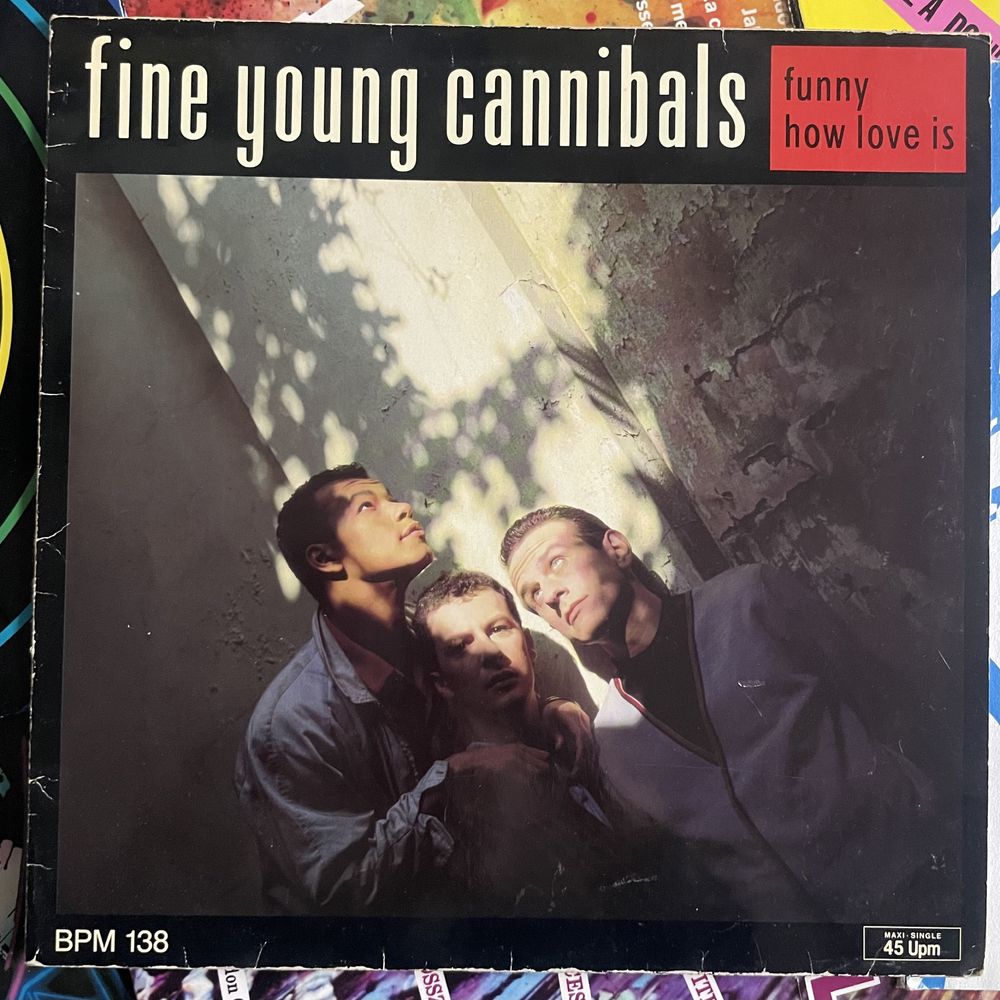 fine young cannibals
funny
how love is
BPM 138
MAXI-SINGLE
45 Upm